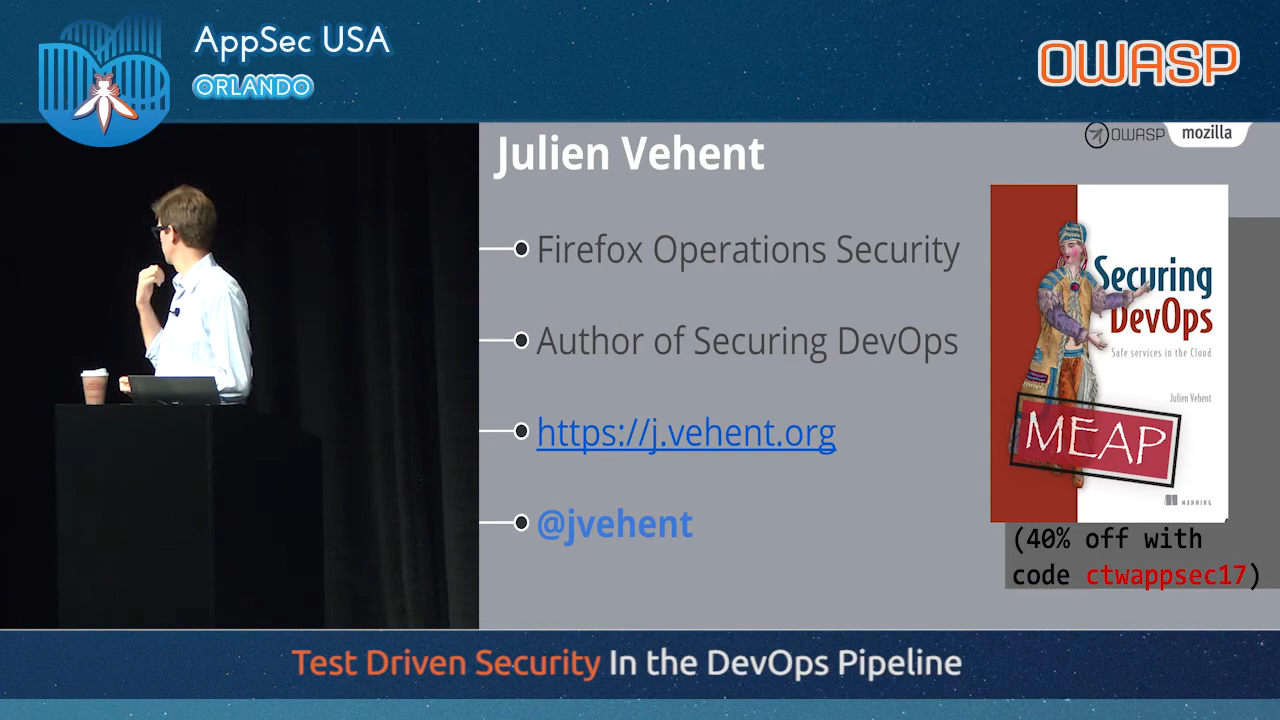 AppSec USA
ORLANDO
OWASP
OWASP
mozilla
Julien Vehent
Firefox Operations Security
Author of Securing DevOps
https://j.vehent.org
@jvehent
Securing
DevOps
Safe services in the Cloud
Julien Vehent
MEAP
MANNING
(40% off with
code ctwappsec17)
Test Driven Security In the DevOps Pipeline